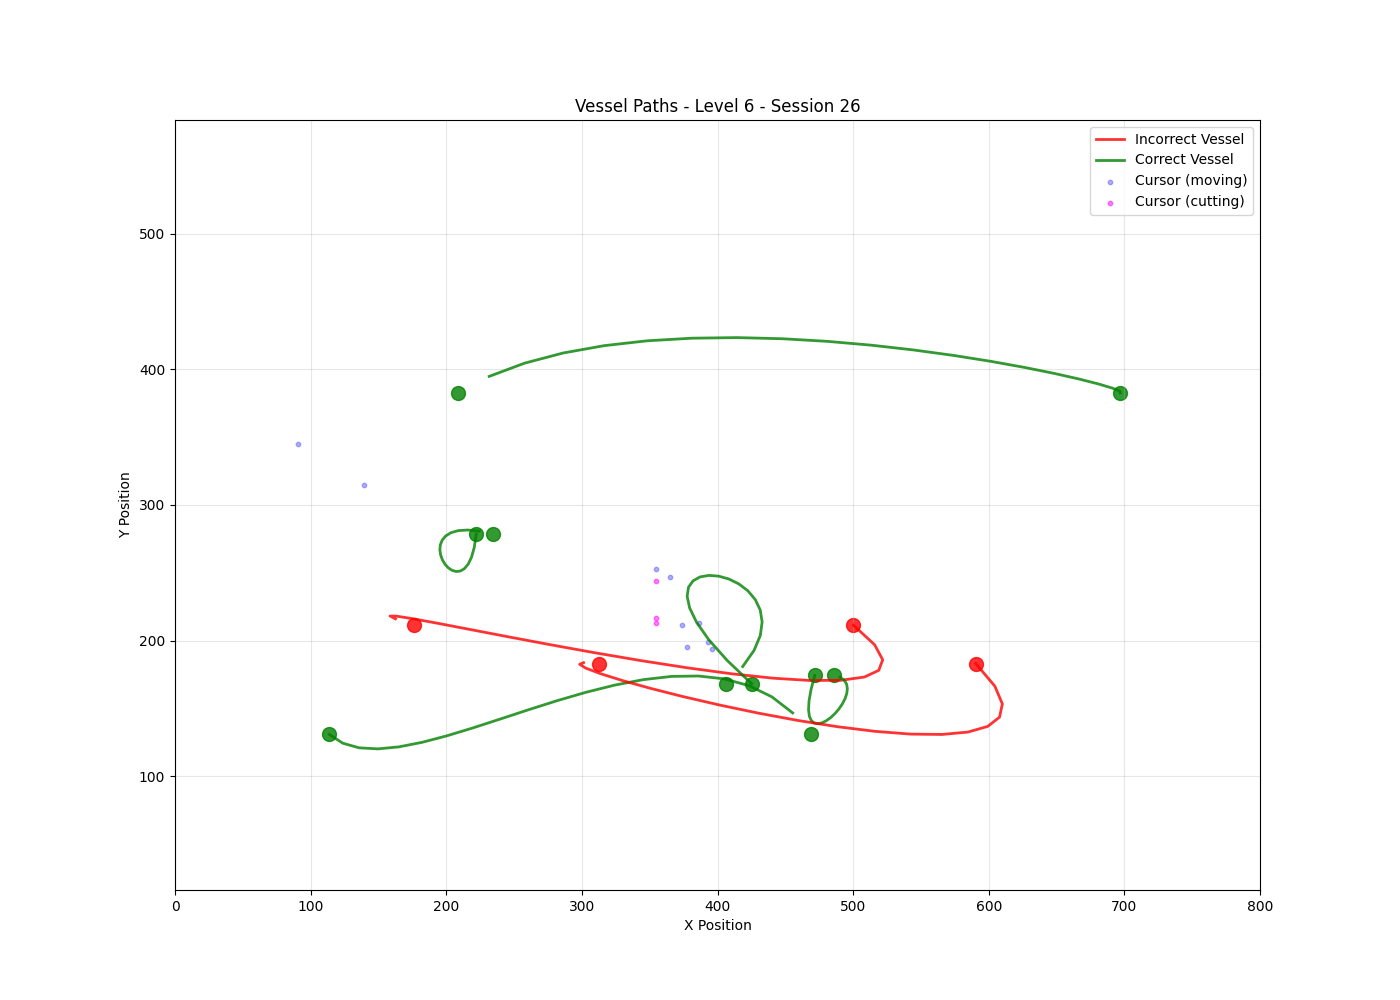 Vessel Paths - Level 6 - Session 26
Incorrect Vessel
Correct Vessel
Cursor (moving)
Cursor (cutting)
Y Position
500
400
300
200
100
0 100 200 300 400 500 600 700 800
X Position